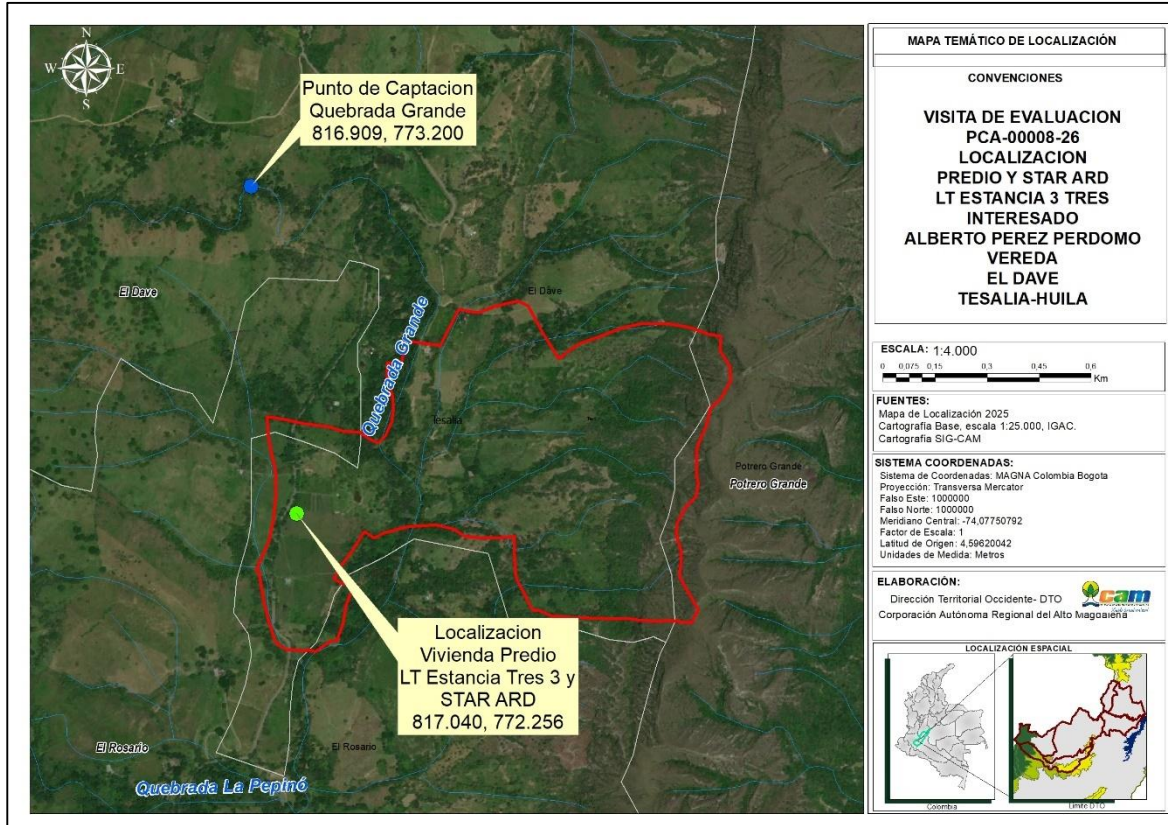 N
W E
S
Punto de Captacion
Quebrada Grande
816.909, 773.200
El Dave
El Dave
Quebrada Grande
Tesalia
Potrero Grande
Potrero Grande
Localizacion
Vivienda Predio
LT Estancia Tres 3 y
STAR ARD
817.040, 772.256
El Rosario
El Rosario
Quebrada La Pepinó
MAPA TEMÁTICO DE LOCALIZACIÓN
CONVENCIONES
VISITA DE EVALUACION
PCA-00008-26
LOCALIZACION
PREDIO Y STAR ARD
LT ESTANCIA 3 TRES
INTERESADO
ALBERTO PEREZ PERDOMO
VEREDA
EL DAVE
TESALIA-HUILA
ESCALA: 1:4.000
0 0,075 0,15 0,3 0,45 0,6
Km
FUENTES:
Mapa de Localización 2025
Cartografía Base, escala 1:25.000, IGAC.
Cartografía SIG-CAM
SISTEMA COORDENADAS:
Sistema de Coordenadas: MAGNA Colombia Bogota
Proyección: Transversa Mercator
Falso Este: 1000000
Falso Norte: 1000000
Meridiano Central: -74,07750792
Factor de Escala: 1
Latitud de Origen: 4,59620042
Unidades de Medida: Metros
ELABORACIÓN:
Dirección Territorial Occidente- DTO
cam
Corporación Autónoma Regional del Alto Magdalena
LOCALIZACIÓN ESPACIAL
Colombia
Límite DTO